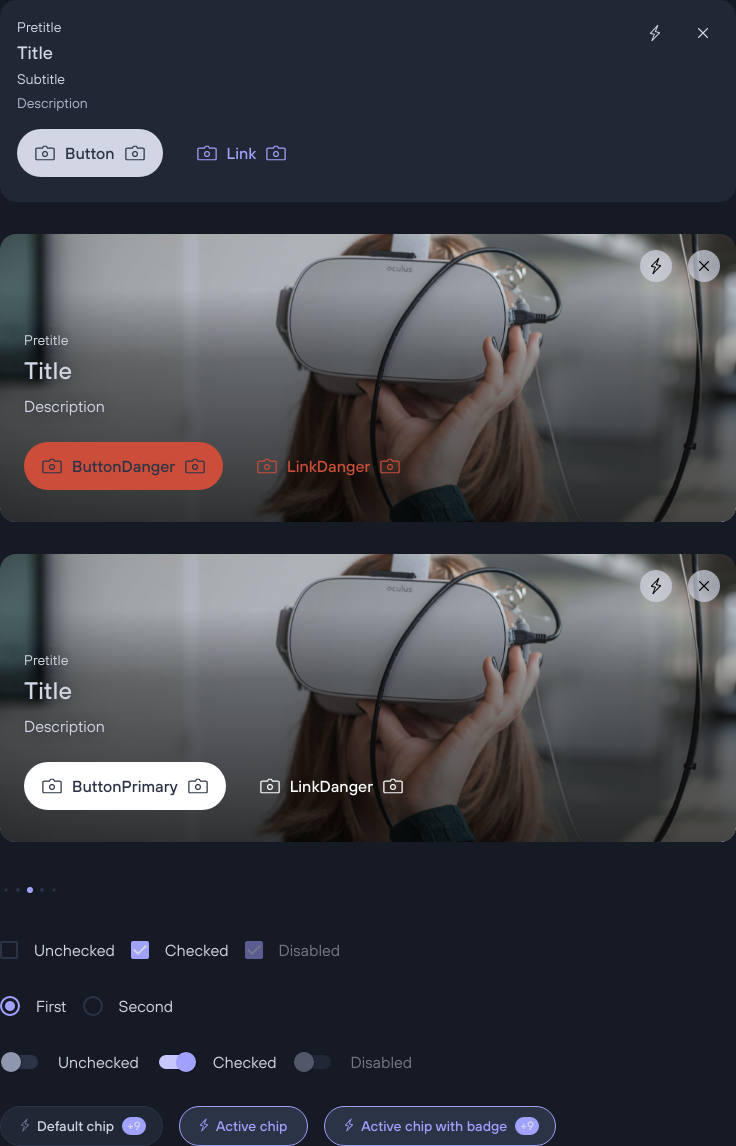 Pretitle
Title
Subtitle
Description
Button
Link
oculus
Pretitle
Title
Description
ButtonDanger
LinkDanger
oculus
Pretitle
Title
Description
ButtonPrimary
LinkDanger
Unchecked Checked Disabled
First Second
Unchecked Checked Disabled
Default chip +9 Active chip Active chip with badge +9